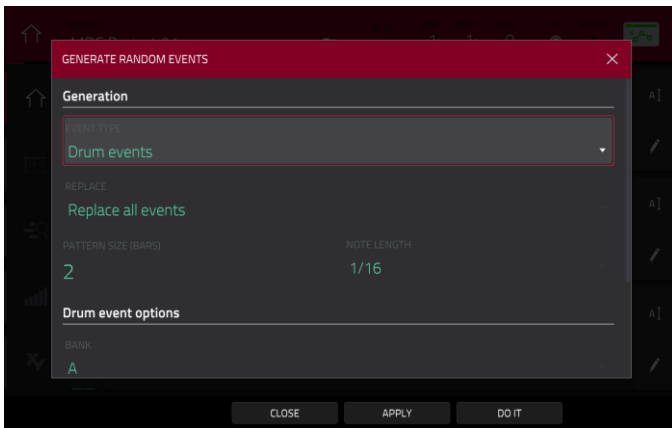 GENERATE RANDOM EVENTS
Generation
EVENT TYPE
Drum events
REPLACE
Replace all events
PATTERN SIZE (BARS) NOTE LENGTH
2 1/16
Drum event options
BANK
A
CLOSE APPLY DO IT